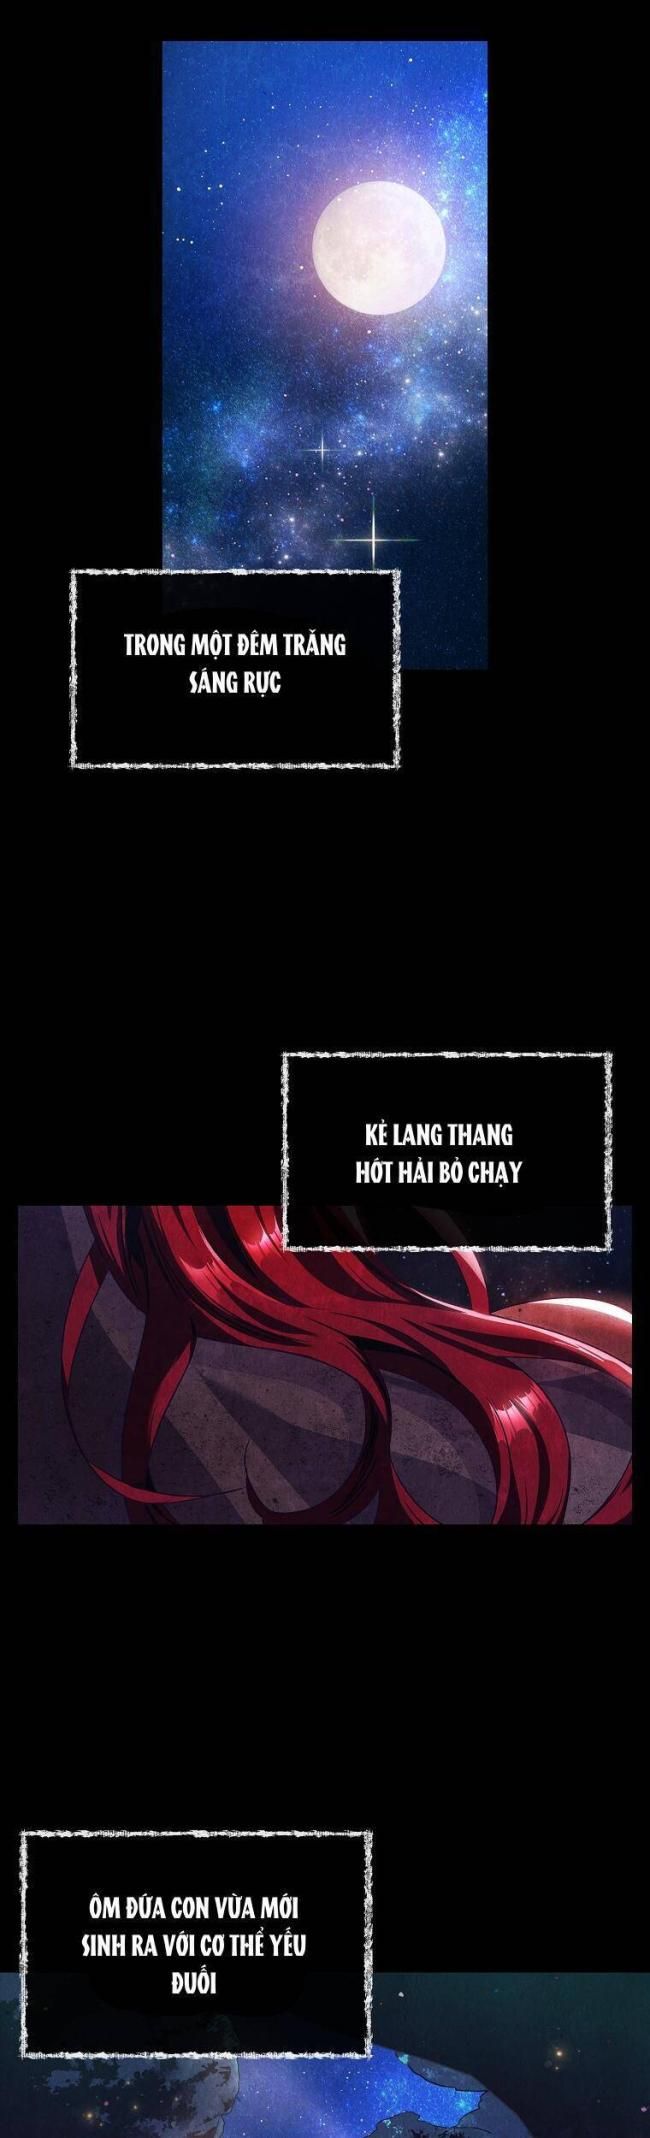 TRONG MỘT ĐÊM TRĂNG
SÁNG RỰC
KẺ LANG THANG
HỚT HẢI BỎ CHẠY
ÔM ĐỨA CON VỪA MỚI
SINH RA VỚI CƠ THỂ YẾU
ĐUỐI